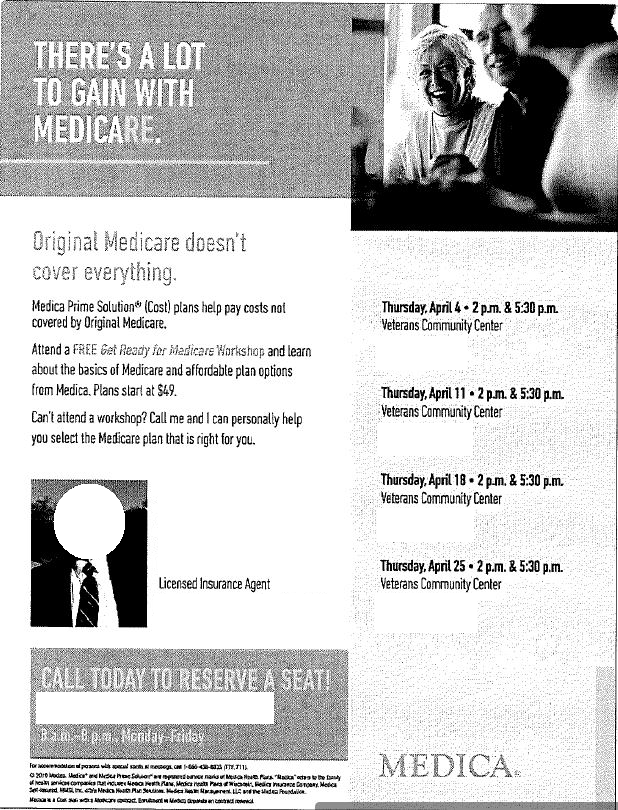 THERE'S A LOT
TO GAIN WITH
MEDICARE.
Original Medicare doesn't
cover everything.
Medica Prime Solution® (Cost) plans help pay costs not
covered by Original Medicare.
Attend a FREE Get Ready for Medicare Workshop and learn
about the basics of Medicare and affordable plan options
from Medica. Plans start at $49.
Can't attend a workshop? Call me and I can personally help
you select the Medicare plan that is right for you.
Licensed Insurance Agent
CALL TODAY TO RESERVE A SEAT!
8 a.m.–8 p.m., Monday–Friday
For accommodation of persons with special needs at meetings, call (TTY, 711).
© Medica. Medica® and Medica Prime Solution® are registered service marks of Medica Health Plans. "Medica" refers to the family
of health services companies that includes Medica Health Plans, Medica Health Plans of Wisconsin, Medica Insurance Company, Medica
Self-Insured, MMSI, Inc. d/b/a Medica Health Plan Solutions, Medica Health Management, LLC and the Medica Foundation.
Medica is a Cost plan with a Medicare contract. Enrollment in Medica depends on contract renewal.
Thursday, April 4 • 2 p.m. & 5:30 p.m.
Veterans Community Center
Thursday, April 11 • 2 p.m. & 5:30 p.m.
Veterans Community Center
Thursday, April 18 • 2 p.m. & 5:30 p.m.
Veterans Community Center
Thursday, April 25 • 2 p.m. & 5:30 p.m.
Veterans Community Center
MEDICA®